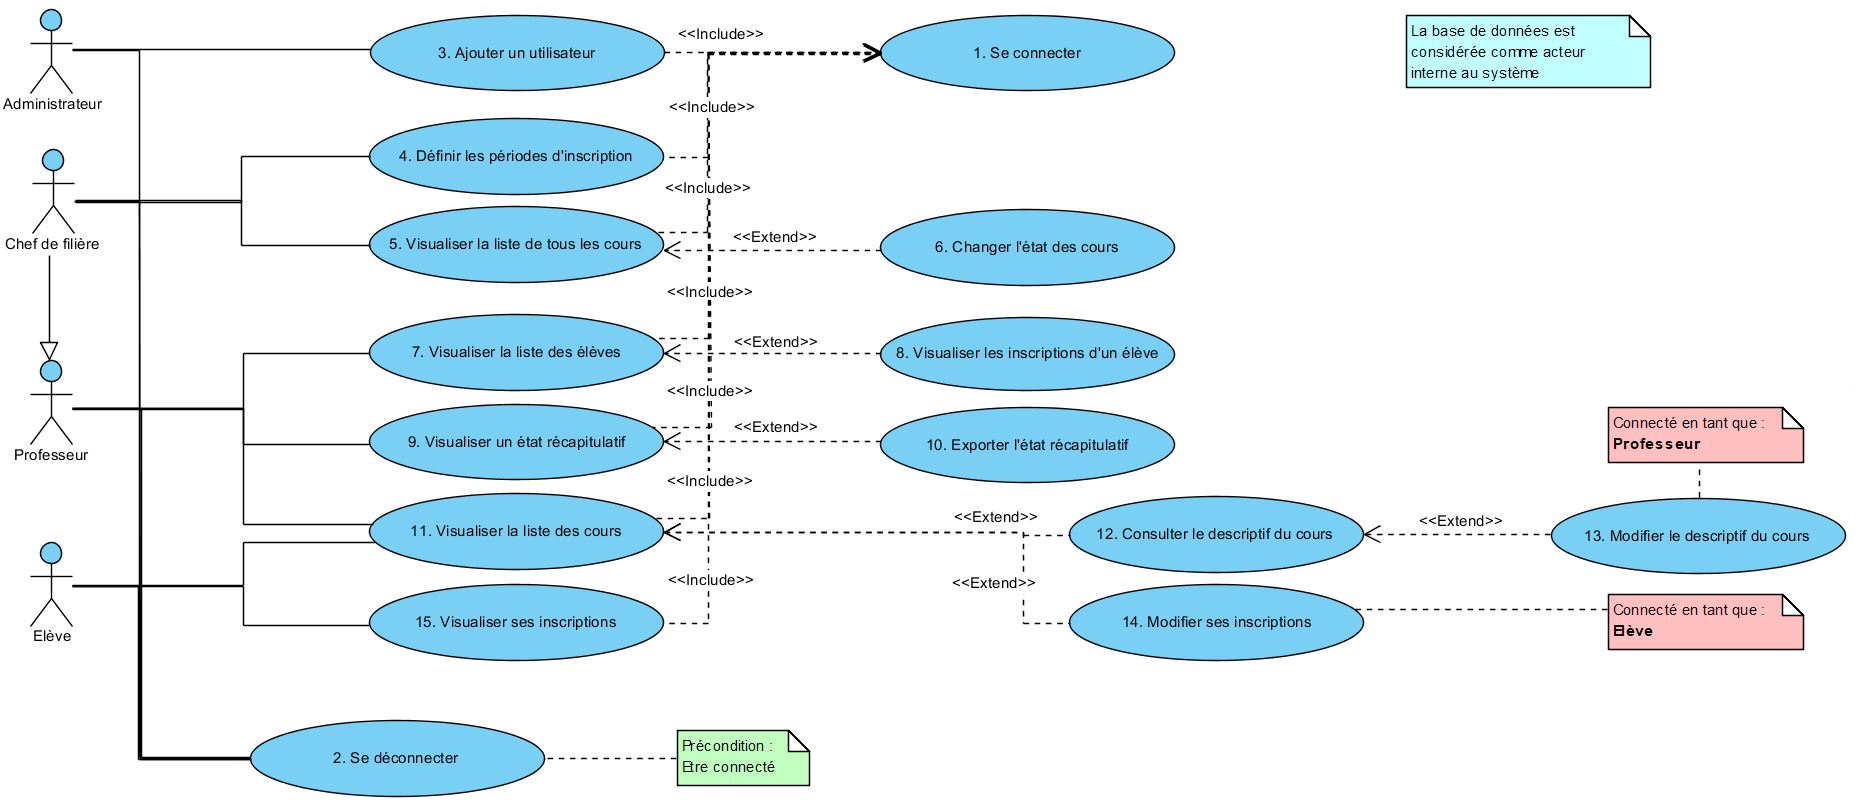 Administrateur
3. Ajouter un utilisateur
<<Include>>
1. Se connecter
La base de données est
considérée comme acteur
interne au système
<<Include>>
4. Définir les périodes d'inscription
<<Include>>
Chef de filière
5. Visualiser la liste de tous les cours
<<Extend>>
6. Changer l'état des cours
<<Include>>
7. Visualiser la liste des élèves
<<Extend>>
8. Visualiser les inscriptions d'un élève
<<Include>>
Professeur
9. Visualiser un état récapitulatif
<<Extend>>
10. Exporter l'état récapitulatif
Connecté en tant que :
Professeur
<<Include>>
11. Visualiser la liste des cours
<<Extend>>
12. Consulter le descriptif du cours
<<Extend>>
13. Modifier le descriptif du cours
<<Include>>
<<Extend>>
Elève
15. Visualiser ses inscriptions
14. Modifier ses inscriptions
Connecté en tant que :
Elève
2. Se déconnecter
Précondition :
Etre connecté